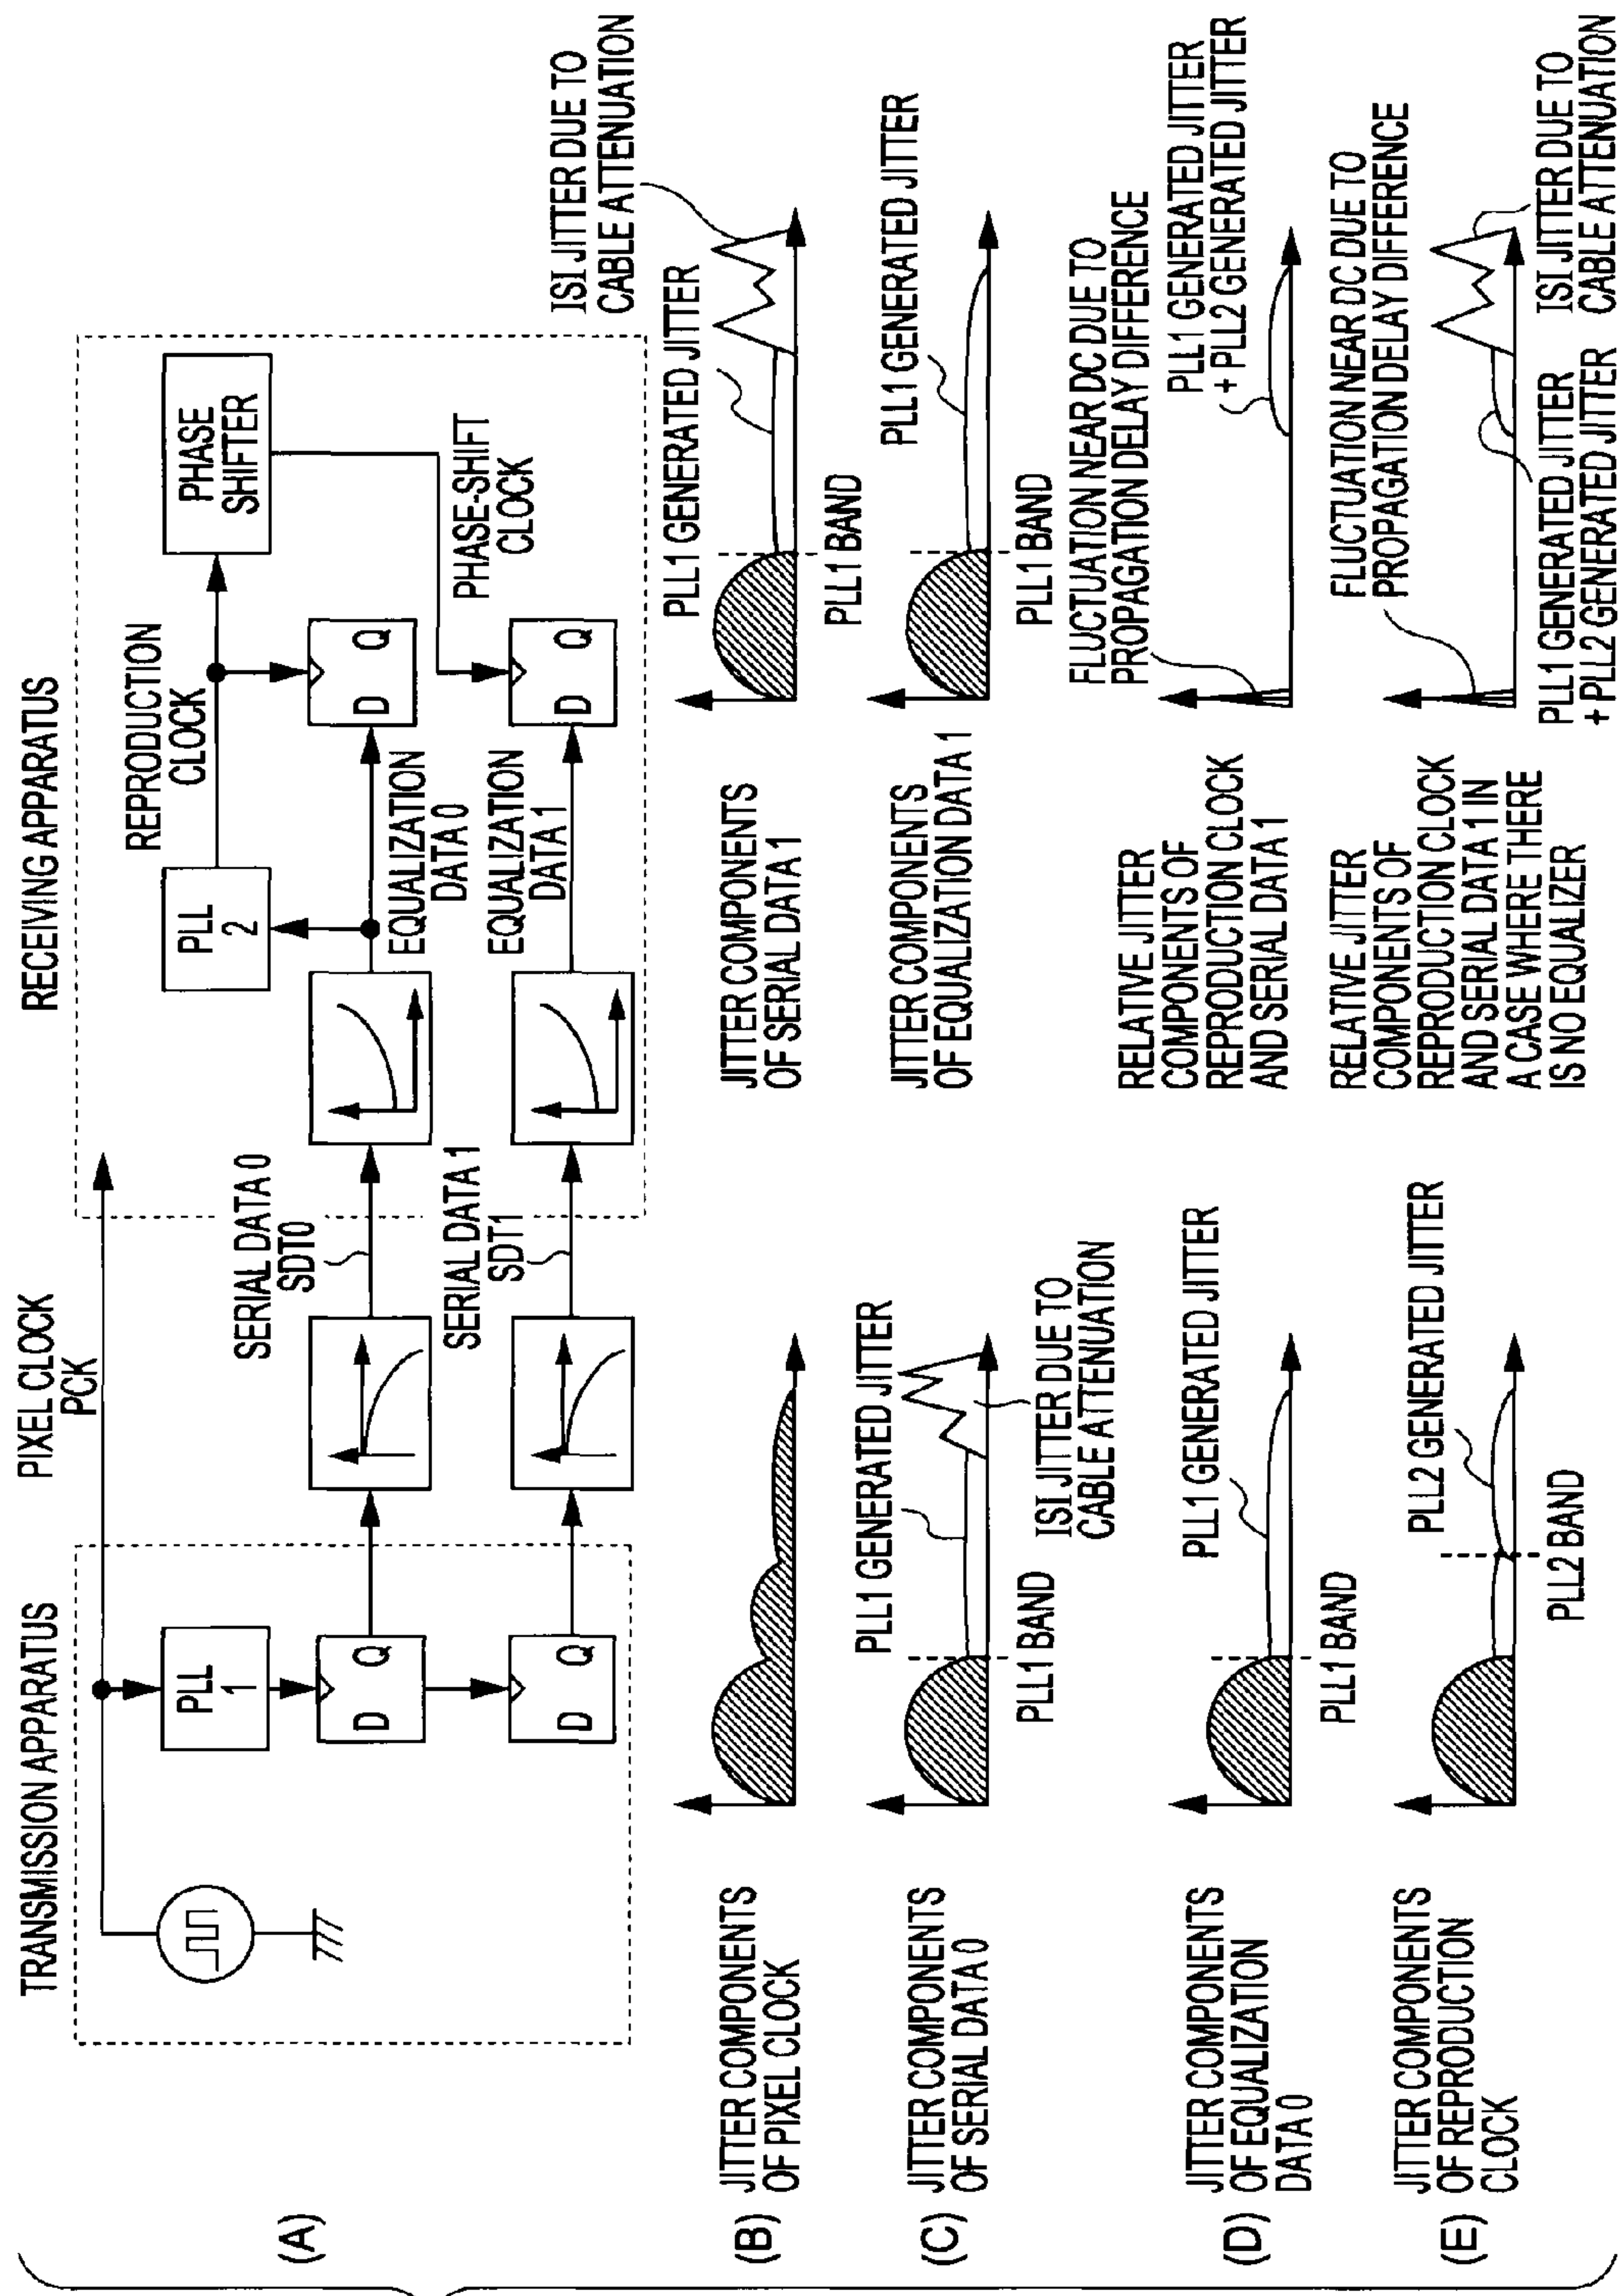 (A)
TRANSMISSION APPARATUS
PIXEL CLOCK
PCK
RECEIVING APPARATUS
PLL
1
D Q
D Q
SERIAL DATA 0
SDT0
SERIAL DATA 1
SDT1
PLL
2
REPRODUCTION
CLOCK
EQUALIZATION
DATA 0
EQUALIZATION
DATA 1
D Q
D Q
PHASE
SHIFTER
PHASE-SHIFT
CLOCK
(B)
JITTER COMPONENTS
OF PIXEL CLOCK
JITTER COMPONENTS
OF SERIAL DATA 1
PLL1 GENERATED JITTER
PLL1 BAND
ISI JITTER DUE TO
CABLE ATTENUATION
(C)
JITTER COMPONENTS
OF SERIAL DATA 0
PLL1 GENERATED JITTER
PLL1 BAND
ISI JITTER DUE TO
CABLE ATTENUATION
JITTER COMPONENTS
OF EQUALIZATION DATA 1
PLL1 GENERATED JITTER
PLL1 BAND
(D)
JITTER COMPONENTS
OF EQUALIZATION
DATA 0
PLL1 GENERATED JITTER
PLL1 BAND
RELATIVE JITTER
COMPONENTS OF
REPRODUCTION CLOCK
AND SERIAL DATA 1
FLUCTUATION NEAR DC DUE TO
PROPAGATION DELAY DIFFERENCE
PLL1 GENERATED JITTER
+ PLL2 GENERATED JITTER
(E)
JITTER COMPONENTS
OF REPRODUCTION
CLOCK
PLL2 GENERATED JITTER
PLL2 BAND
RELATIVE JITTER
COMPONENTS OF
REPRODUCTION CLOCK
AND SERIAL DATA 1 IN
A CASE WHERE THERE
IS NO EQUALIZER
FLUCTUATION NEAR DC DUE TO
PROPAGATION DELAY DIFFERENCE
PLL1 GENERATED JITTER
+ PLL2 GENERATED JITTER
ISI JITTER DUE TO
CABLE ATTENUATION